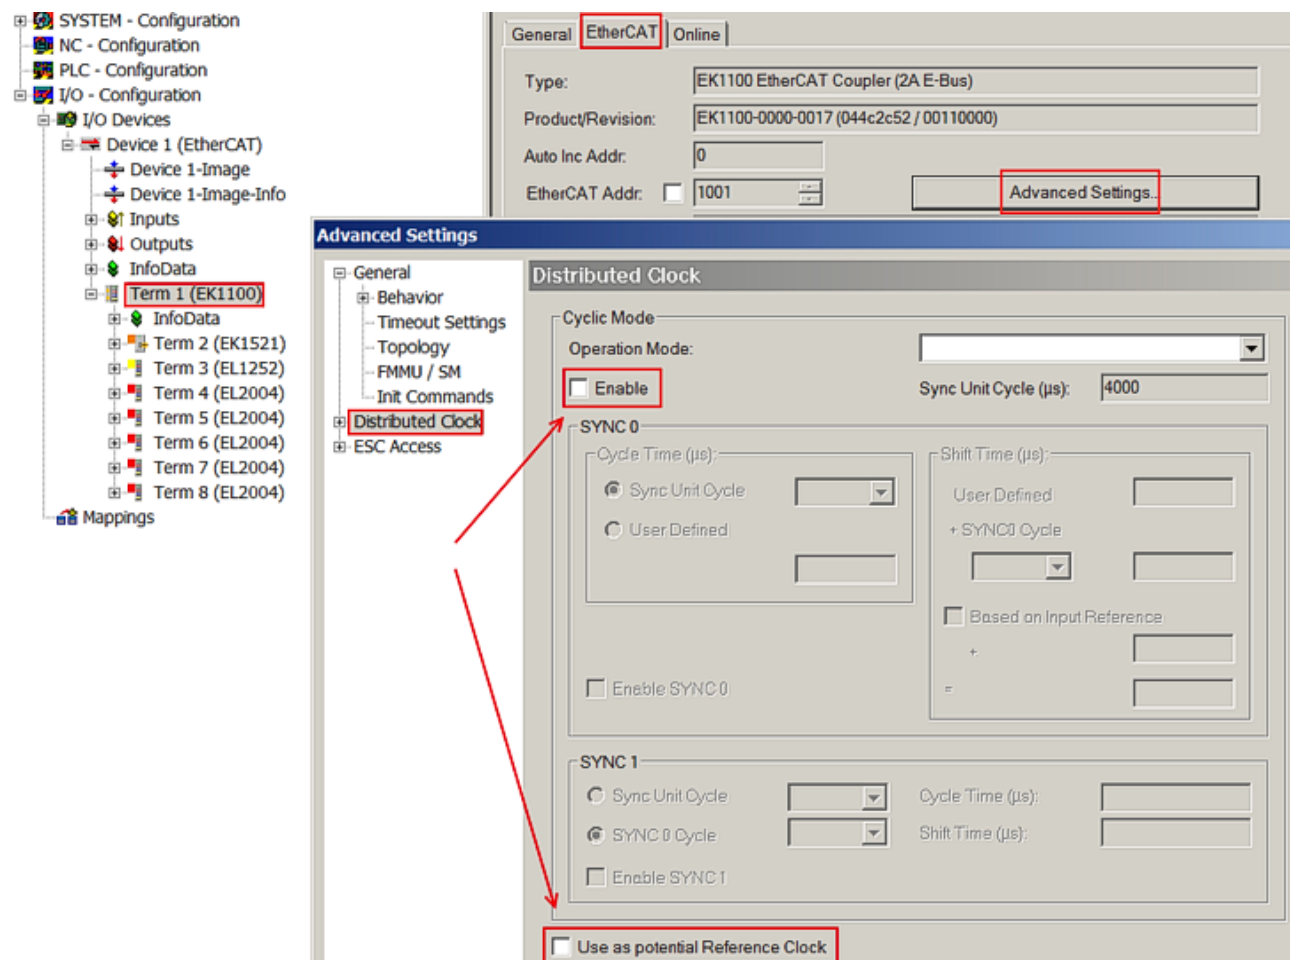 SYSTEM - Configuration
NC - Configuration
PLC - Configuration
I/O - Configuration
I/O Devices
Device 1 (EtherCAT)
Device 1-Image
Device 1-Image-Info
Inputs
Outputs
InfoData
Term 1 (EK1100)
InfoData
Term 2 (EK1521)
Term 3 (EL1252)
Term 4 (EL2004)
Term 5 (EL2004)
Term 6 (EL2004)
Term 7 (EL2004)
Term 8 (EL2004)
Mappings
General EtherCAT Online
Type: EK1100 EtherCAT Coupler (2A E-Bus)
Product/Revision: EK1100-0000-0017 (044c2c52 / 00110000)
Auto Inc Addr: 0
EtherCAT Addr: 1001 Advanced Settings..
Advanced Settings
General
Behavior
Timeout Settings
Topology
FMMU / SM
Init Commands
Distributed Clock
ESC Access
Distributed Clock
Cyclic Mode
Operation Mode:
Enable Sync Unit Cycle (µs): 4000
SYNC 0
Cycle Time (µs):
Sync Unit Cycle
User Defined
Enable SYNC 0
Shift Time (µs):
User Defined
+ SYNC0 Cycle
Based on Input Reference
+
=
SYNC 1
Sync Unit Cycle Cycle Time (µs):
SYNC 0 Cycle Shift Time (µs):
Enable SYNC 1
Use as potential Reference Clock